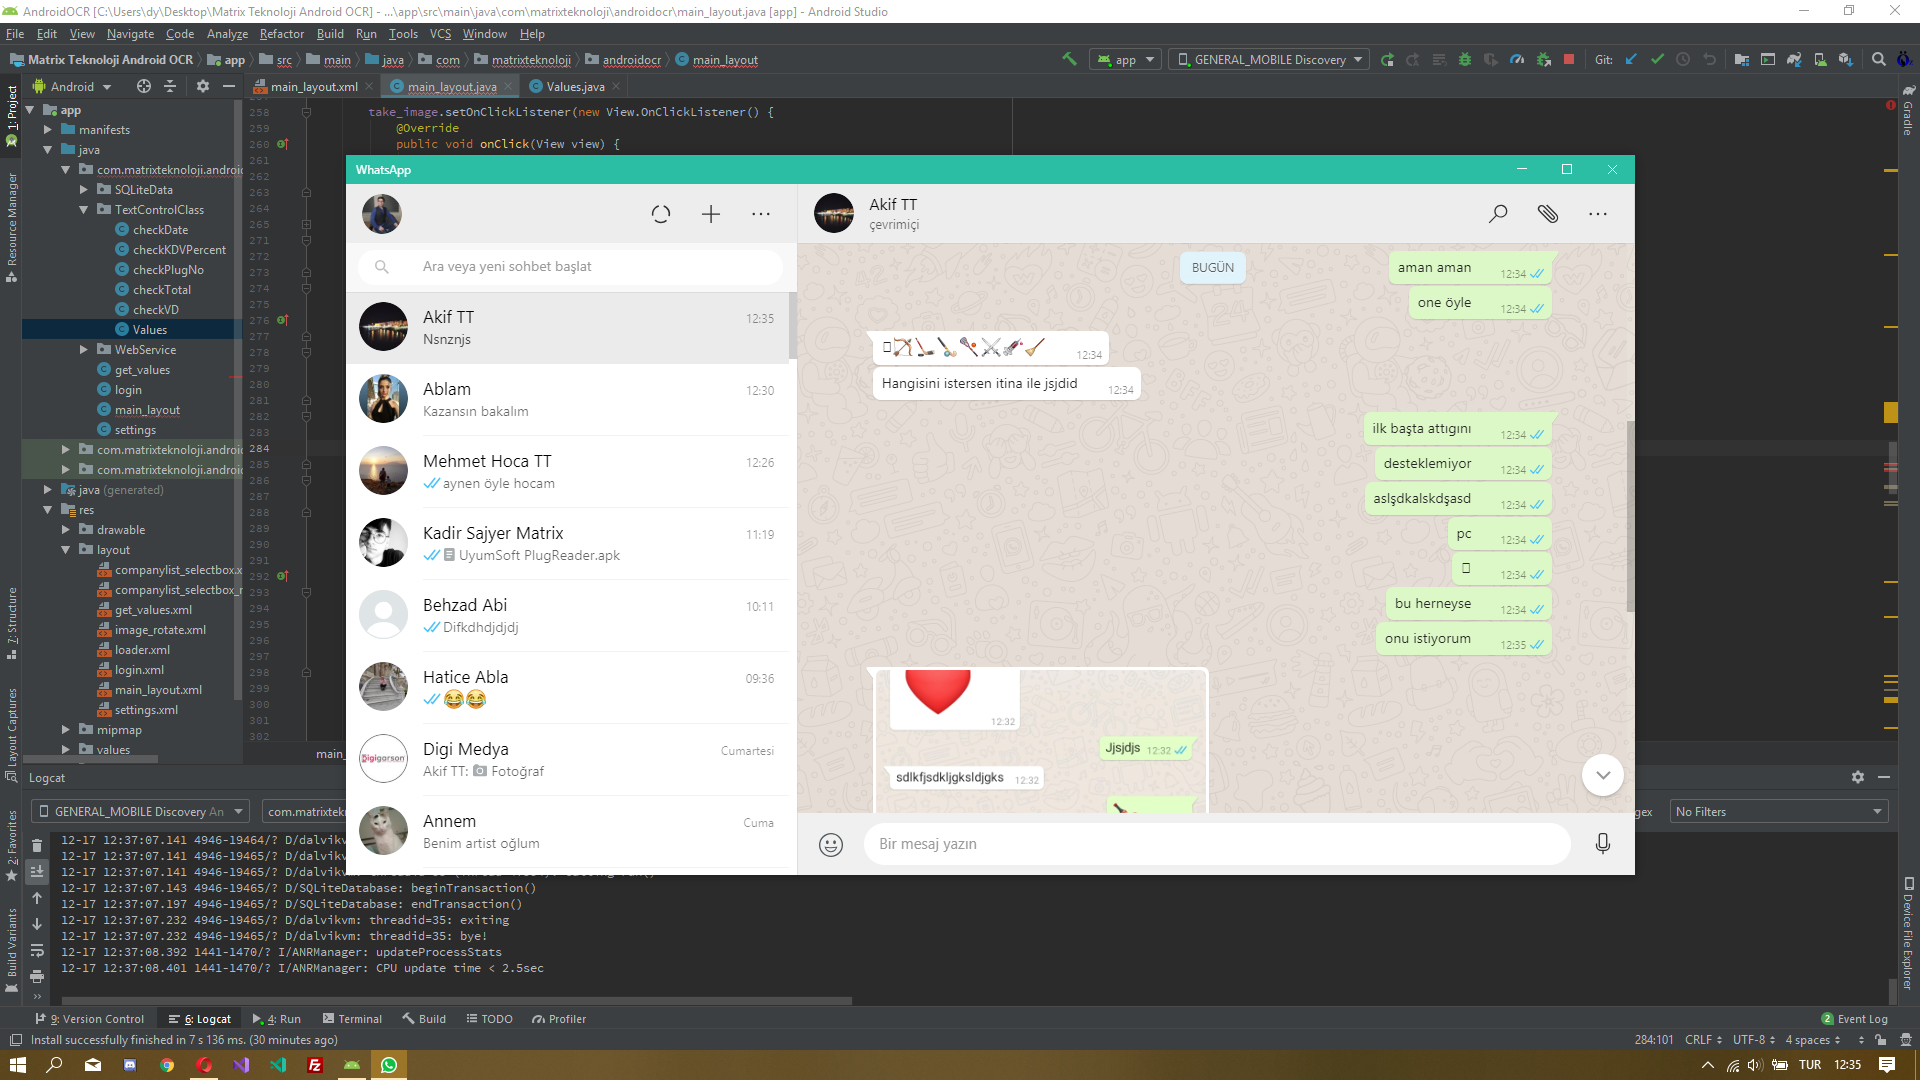 AndroidOCR [C:\Users\dy\Desktop\Matrix Teknoloji Android OCR] - ...\app\src\main\java\com\matrixteknoloji\androidocr\main_layout.java [app] - Android Studio
File Edit View Navigate Code Analyze Refactor Build Run Tools VCS Window Help
Matrix Teknoloji Android OCR app src main java com matrixteknoloji androidocr main_layout app GENERAL_MOBILE Discovery Git:
Android main_layout.xml main_layout.java Values.java
1: Project
Resource Manager
7: Structure
Layout Captures
2: Favorites
Build Variants
Gradle
Device File Explorer
app
manifests
java
com.matrixteknoloji.androi
SQLiteData
TextControlClass
checkDate
checkKDVPercent
checkPlugNo
checkTotal
checkVD
Values
WebService
get_values
login
main_layout
settings
com.matrixteknoloji.androi
com.matrixteknoloji.androi
java (generated)
res
drawable
layout
companylist_selectbox.x
companylist_selectbox_r
get_values.xml
image_rotate.xml
loader.xml
login.xml
main_layout.xml
settings.xml
mipmap
values
258 take_image.setOnClickListener(new View.OnClickListener() {
259 @Override
260 public void onClick(View view) {
261
262
263
264
265
271
272
273
274
275
276
277
278
279
280
281
282
283
284
285
286
287
288
289
290
291
292
293
294
295
296
297
298
299
300
301
302
main_
WhatsApp
Ara veya yeni sohbet başlat
Akif TT 12:35
Nsnznjs
Ablam 12:30
Kazansın bakalım
Mehmet Hoca TT 12:26
aynen öyle hocam
Kadir Sajyer Matrix 11:19
UyumSoft PlugReader.apk
Behzad Abi 10:11
Difkdhdjdjdj
Hatice Abla 09:36
😂😂
Digi Medya Cumartesi
Akif TT: Fotoğraf
digigarson
Annem Cuma
Benim artist oğlum
Akif TT
çevrimiçi
BUGÜN
aman aman 12:34
one öyle 12:34
🏹🏒🏑🥍⚔💉🧹 12:34
Hangisini istersen itina ile jsjdid 12:34
ilk başta attıgını 12:34
desteklemiyor 12:34
aslşdkalskdşasd 12:34
pc 12:34
12:34
bu herneyse 12:34
onu istiyorum 12:35
12:32
Jjsjdjs 12:32
sdlkfjsdkljgksldjgks 12:32
Bir mesaj yazın
Logcat
GENERAL_MOBILE Discovery An com.matrixtekn gex No Filters
12-17 12:37:07.141 4946-19464/? D/dalvikv
12-17 12:37:07.141 4946-19465/? D/dalvikv
12-17 12:37:07.141 4946-19465/? D/dalvikv
12-17 12:37:07.143 4946-19465/? D/SQLiteDatabase: beginTransaction()
12-17 12:37:07.197 4946-19465/? D/SQLiteDatabase: endTransaction()
12-17 12:37:07.232 4946-19465/? D/dalvikvm: threadid=35: exiting
12-17 12:37:07.232 4946-19465/? D/dalvikvm: threadid=35: bye!
12-17 12:37:08.392 1441-1470/? I/ANRManager: updateProcessStats
12-17 12:37:08.401 1441-1470/? I/ANRManager: CPU update time < 2.5sec
9: Version Control 6: Logcat 4: Run Terminal Build TODO Profiler 2 Event Log
Install successfully finished in 7 s 136 ms. (30 minutes ago) 284:101 CRLF UTF-8 4 spaces
TUR 12:35